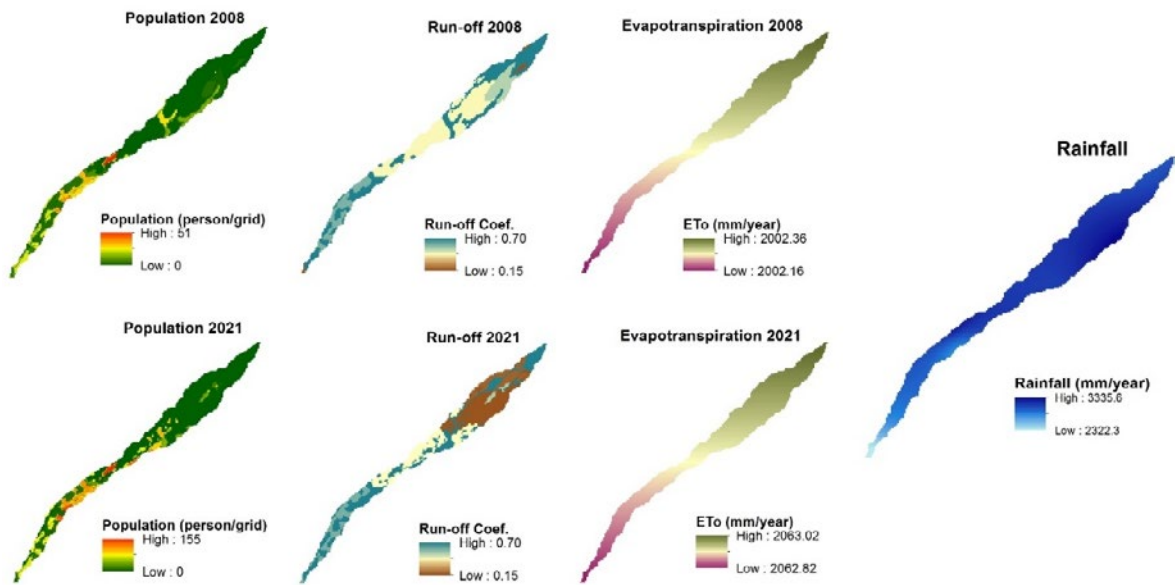 Population 2008
Population (person/grid)
High : 51
Low : 0
Run-off 2008
Run-off Coef.
High : 0.70
Low : 0.15
Evapotranspiration 2008
ETo (mm/year)
High : 2002.36
Low : 2002.16
Rainfall
Rainfall (mm/year)
High : 3335.6
Low : 2322.3
Population 2021
Population (person/grid)
High : 155
Low : 0
Run-off 2021
Run-off Coef.
High : 0.70
Low : 0.15
Evapotranspiration 2021
ETo (mm/year)
High : 2063.02
Low : 2062.82